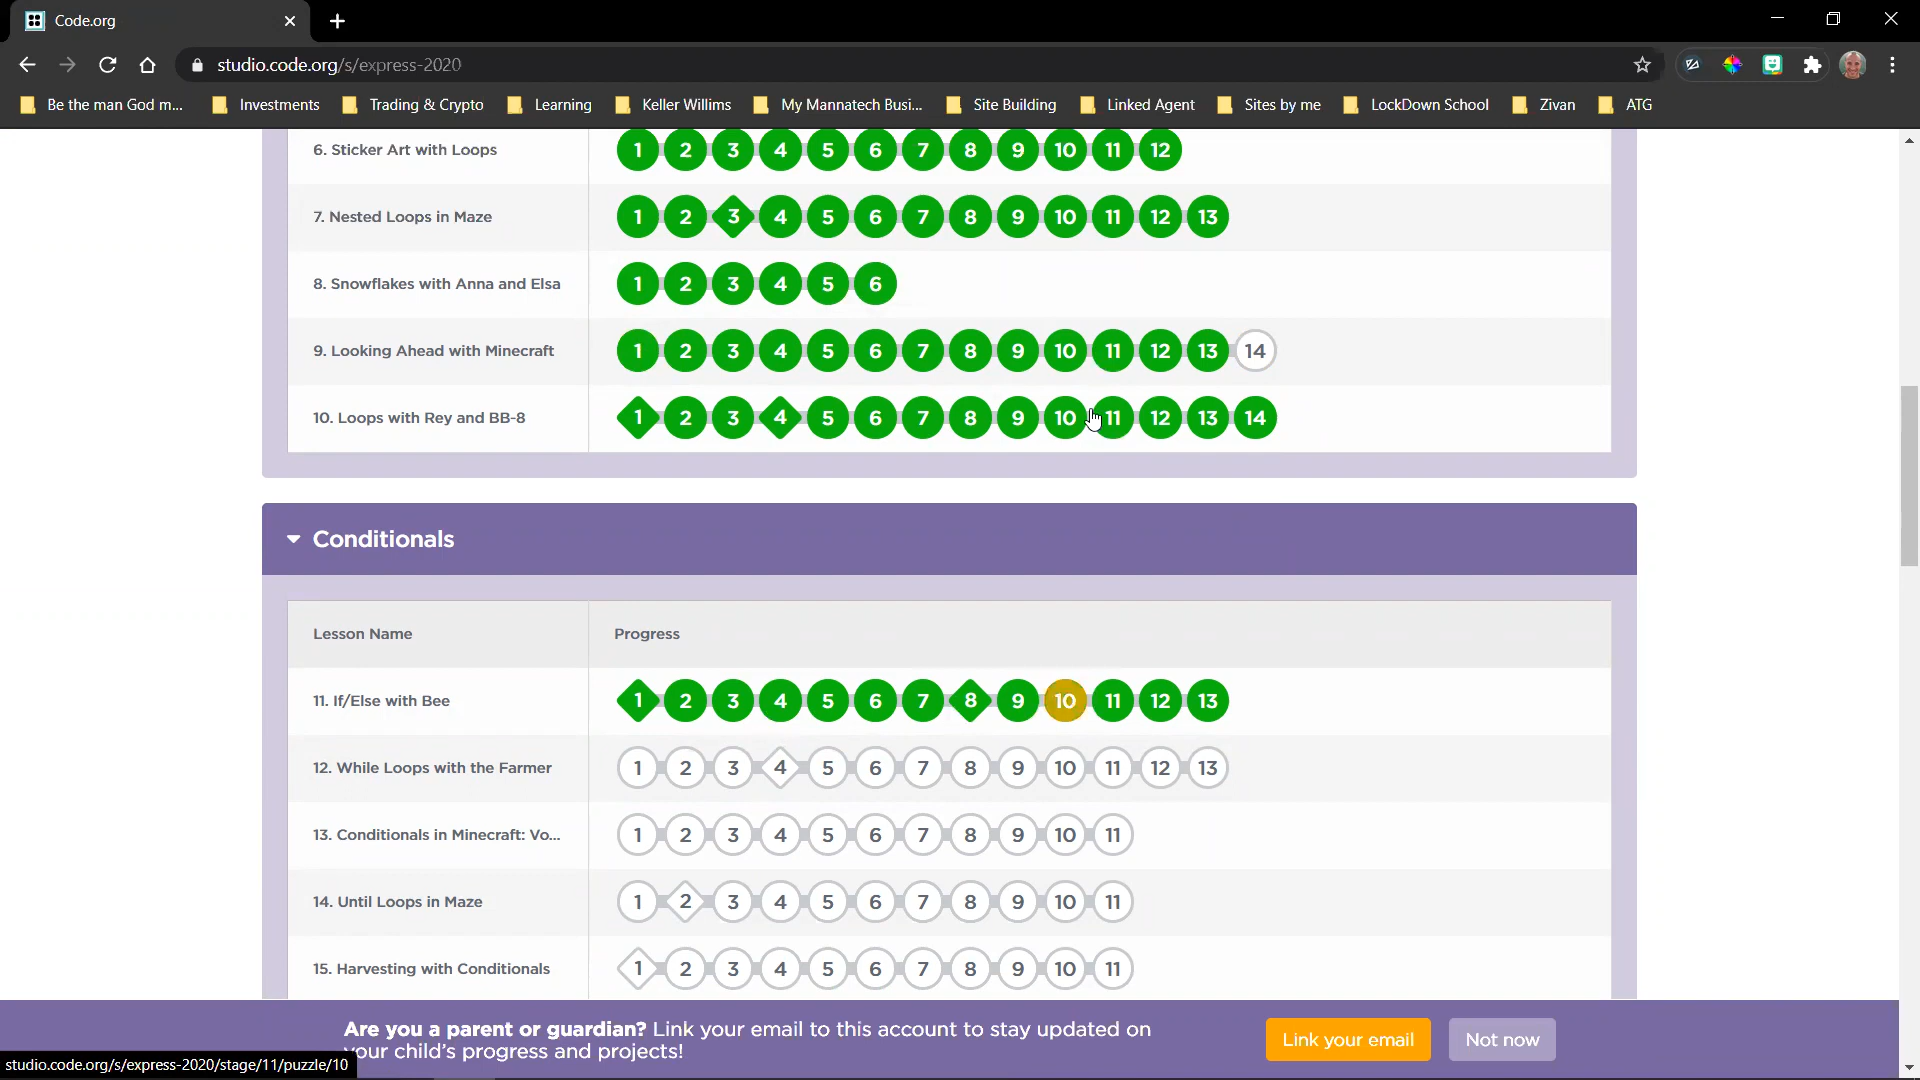 Code.org
studio.code.org/s/express-2020
Be the man God m... Investments Trading & Crypto Learning Keller Willims My Mannatech Busi... Site Building Linked Agent Sites by me LockDown School Zivan ATG
6. Sticker Art with Loops 1 2 3 4 5 6 7 8 9 10 11 12
7. Nested Loops in Maze 1 2 3 4 5 6 7 8 9 10 11 12 13
8. Snowflakes with Anna and Elsa 1 2 3 4 5 6
9. Looking Ahead with Minecraft 1 2 3 4 5 6 7 8 9 10 11 12 13 14
10. Loops with Rey and BB-8 1 2 3 4 5 6 7 8 9 10 11 12 13 14
Conditionals
Lesson Name Progress
11. If/Else with Bee 1 2 3 4 5 6 7 8 9 10 11 12 13
12. While Loops with the Farmer 1 2 3 4 5 6 7 8 9 10 11 12 13
13. Conditionals in Minecraft: Vo... 1 2 3 4 5 6 7 8 9 10 11
14. Until Loops in Maze 1 2 3 4 5 6 7 8 9 10 11
15. Harvesting with Conditionals 1 2 3 4 5 6 7 8 9 10 11
Are you a parent or guardian? Link your email to this account to stay updated on
your child's progress and projects!
Link your email Not now
studio.code.org/s/express-2020/stage/11/puzzle/10